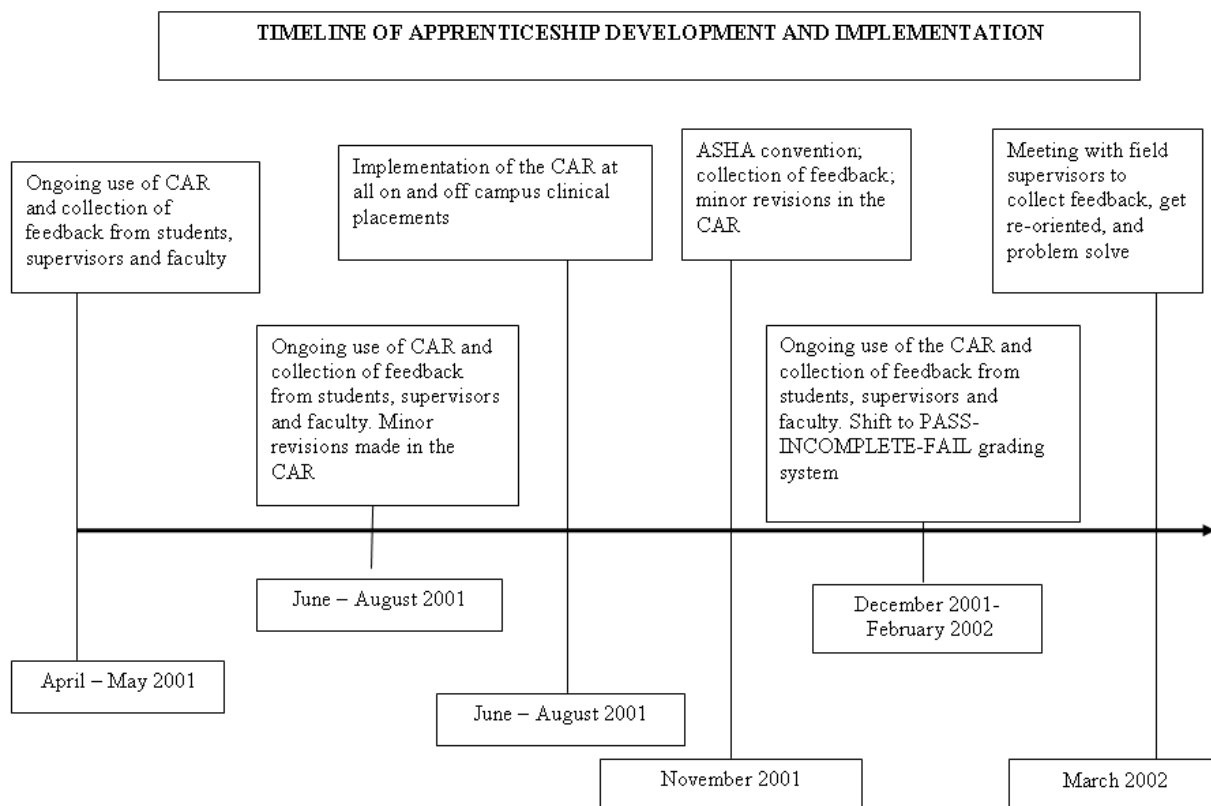 TIMELINE OF APPRENTICESHIP DEVELOPMENT AND IMPLEMENTATION
Ongoing use of CAR
and collection of
feedback from students,
supervisors and faculty
Implementation of the CAR at
all on and off campus clinical
placements
ASHA convention;
collection of feedback;
minor revisions in the
CAR
Meeting with field
supervisors to
collect feedback, get
re-oriented, and
problem solve
Ongoing use of CAR and
collection of feedback
from students, supervisors
and faculty. Minor
revisions made in the
CAR
Ongoing use of the CAR and
collection of feedback from
students, supervisors and
faculty. Shift to PASS-
INCOMPLETE-FAIL grading
system
June – August 2001
December 2001-
February 2002
April – May 2001
June – August 2001
November 2001
March 2002